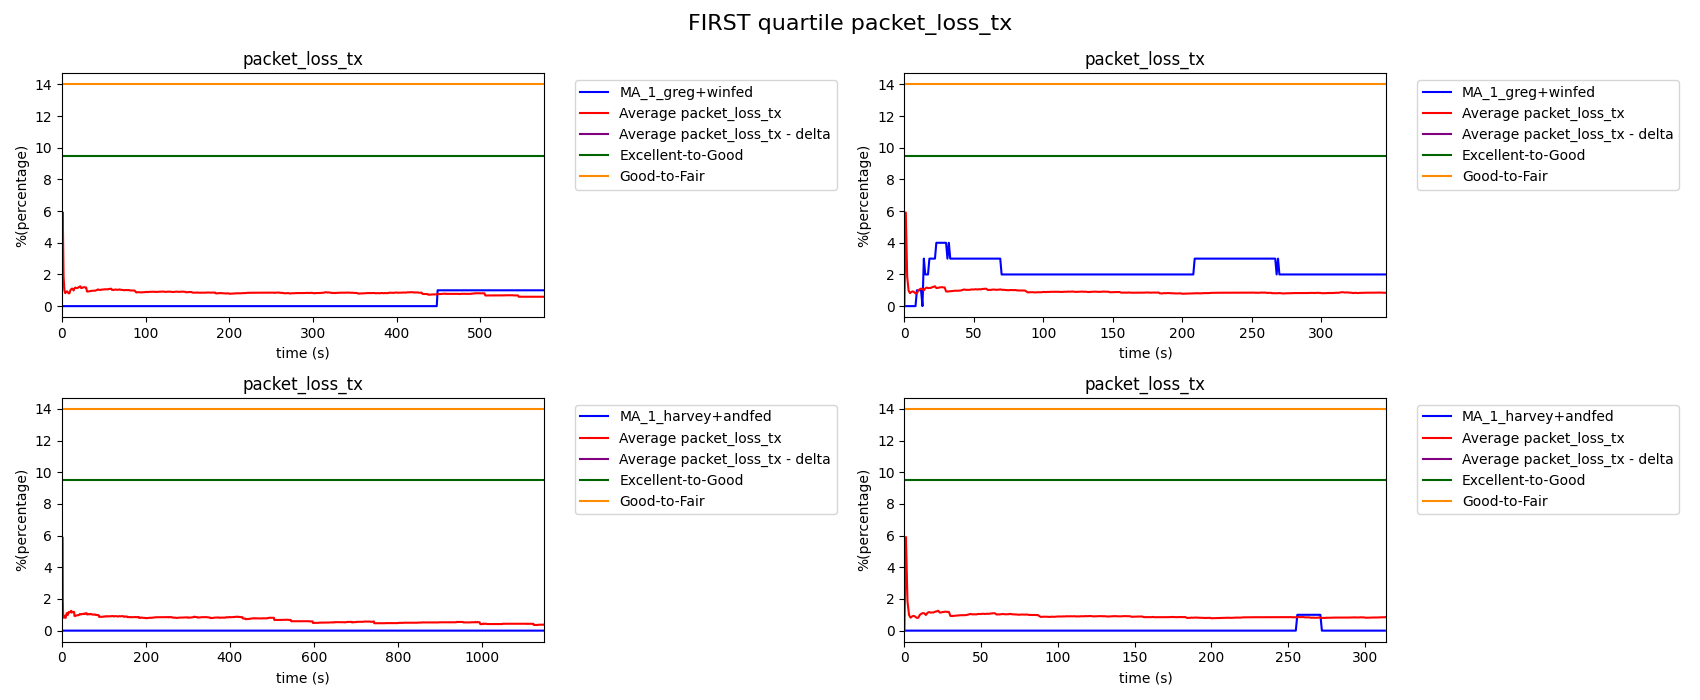 FIRST quartile packet_loss_tx
packet_loss_tx
14
12
10
8
6
4
2
0
%(percentage)
0 100 200 300 400 500
time (s)
MA_1_greg+winfed
Average packet_loss_tx
Average packet_loss_tx - delta
Excellent-to-Good
Good-to-Fair
packet_loss_tx
14
12
10
8
6
4
2
0
%(percentage)
0 50 100 150 200 250 300
time (s)
MA_1_greg+winfed
Average packet_loss_tx
Average packet_loss_tx - delta
Excellent-to-Good
Good-to-Fair
packet_loss_tx
14
12
10
8
6
4
2
0
%(percentage)
0 200 400 600 800 1000
time (s)
MA_1_harvey+andfed
Average packet_loss_tx
Average packet_loss_tx - delta
Excellent-to-Good
Good-to-Fair
packet_loss_tx
14
12
10
8
6
4
2
0
%(percentage)
0 50 100 150 200 250 300
time (s)
MA_1_harvey+andfed
Average packet_loss_tx
Average packet_loss_tx - delta
Excellent-to-Good
Good-to-Fair